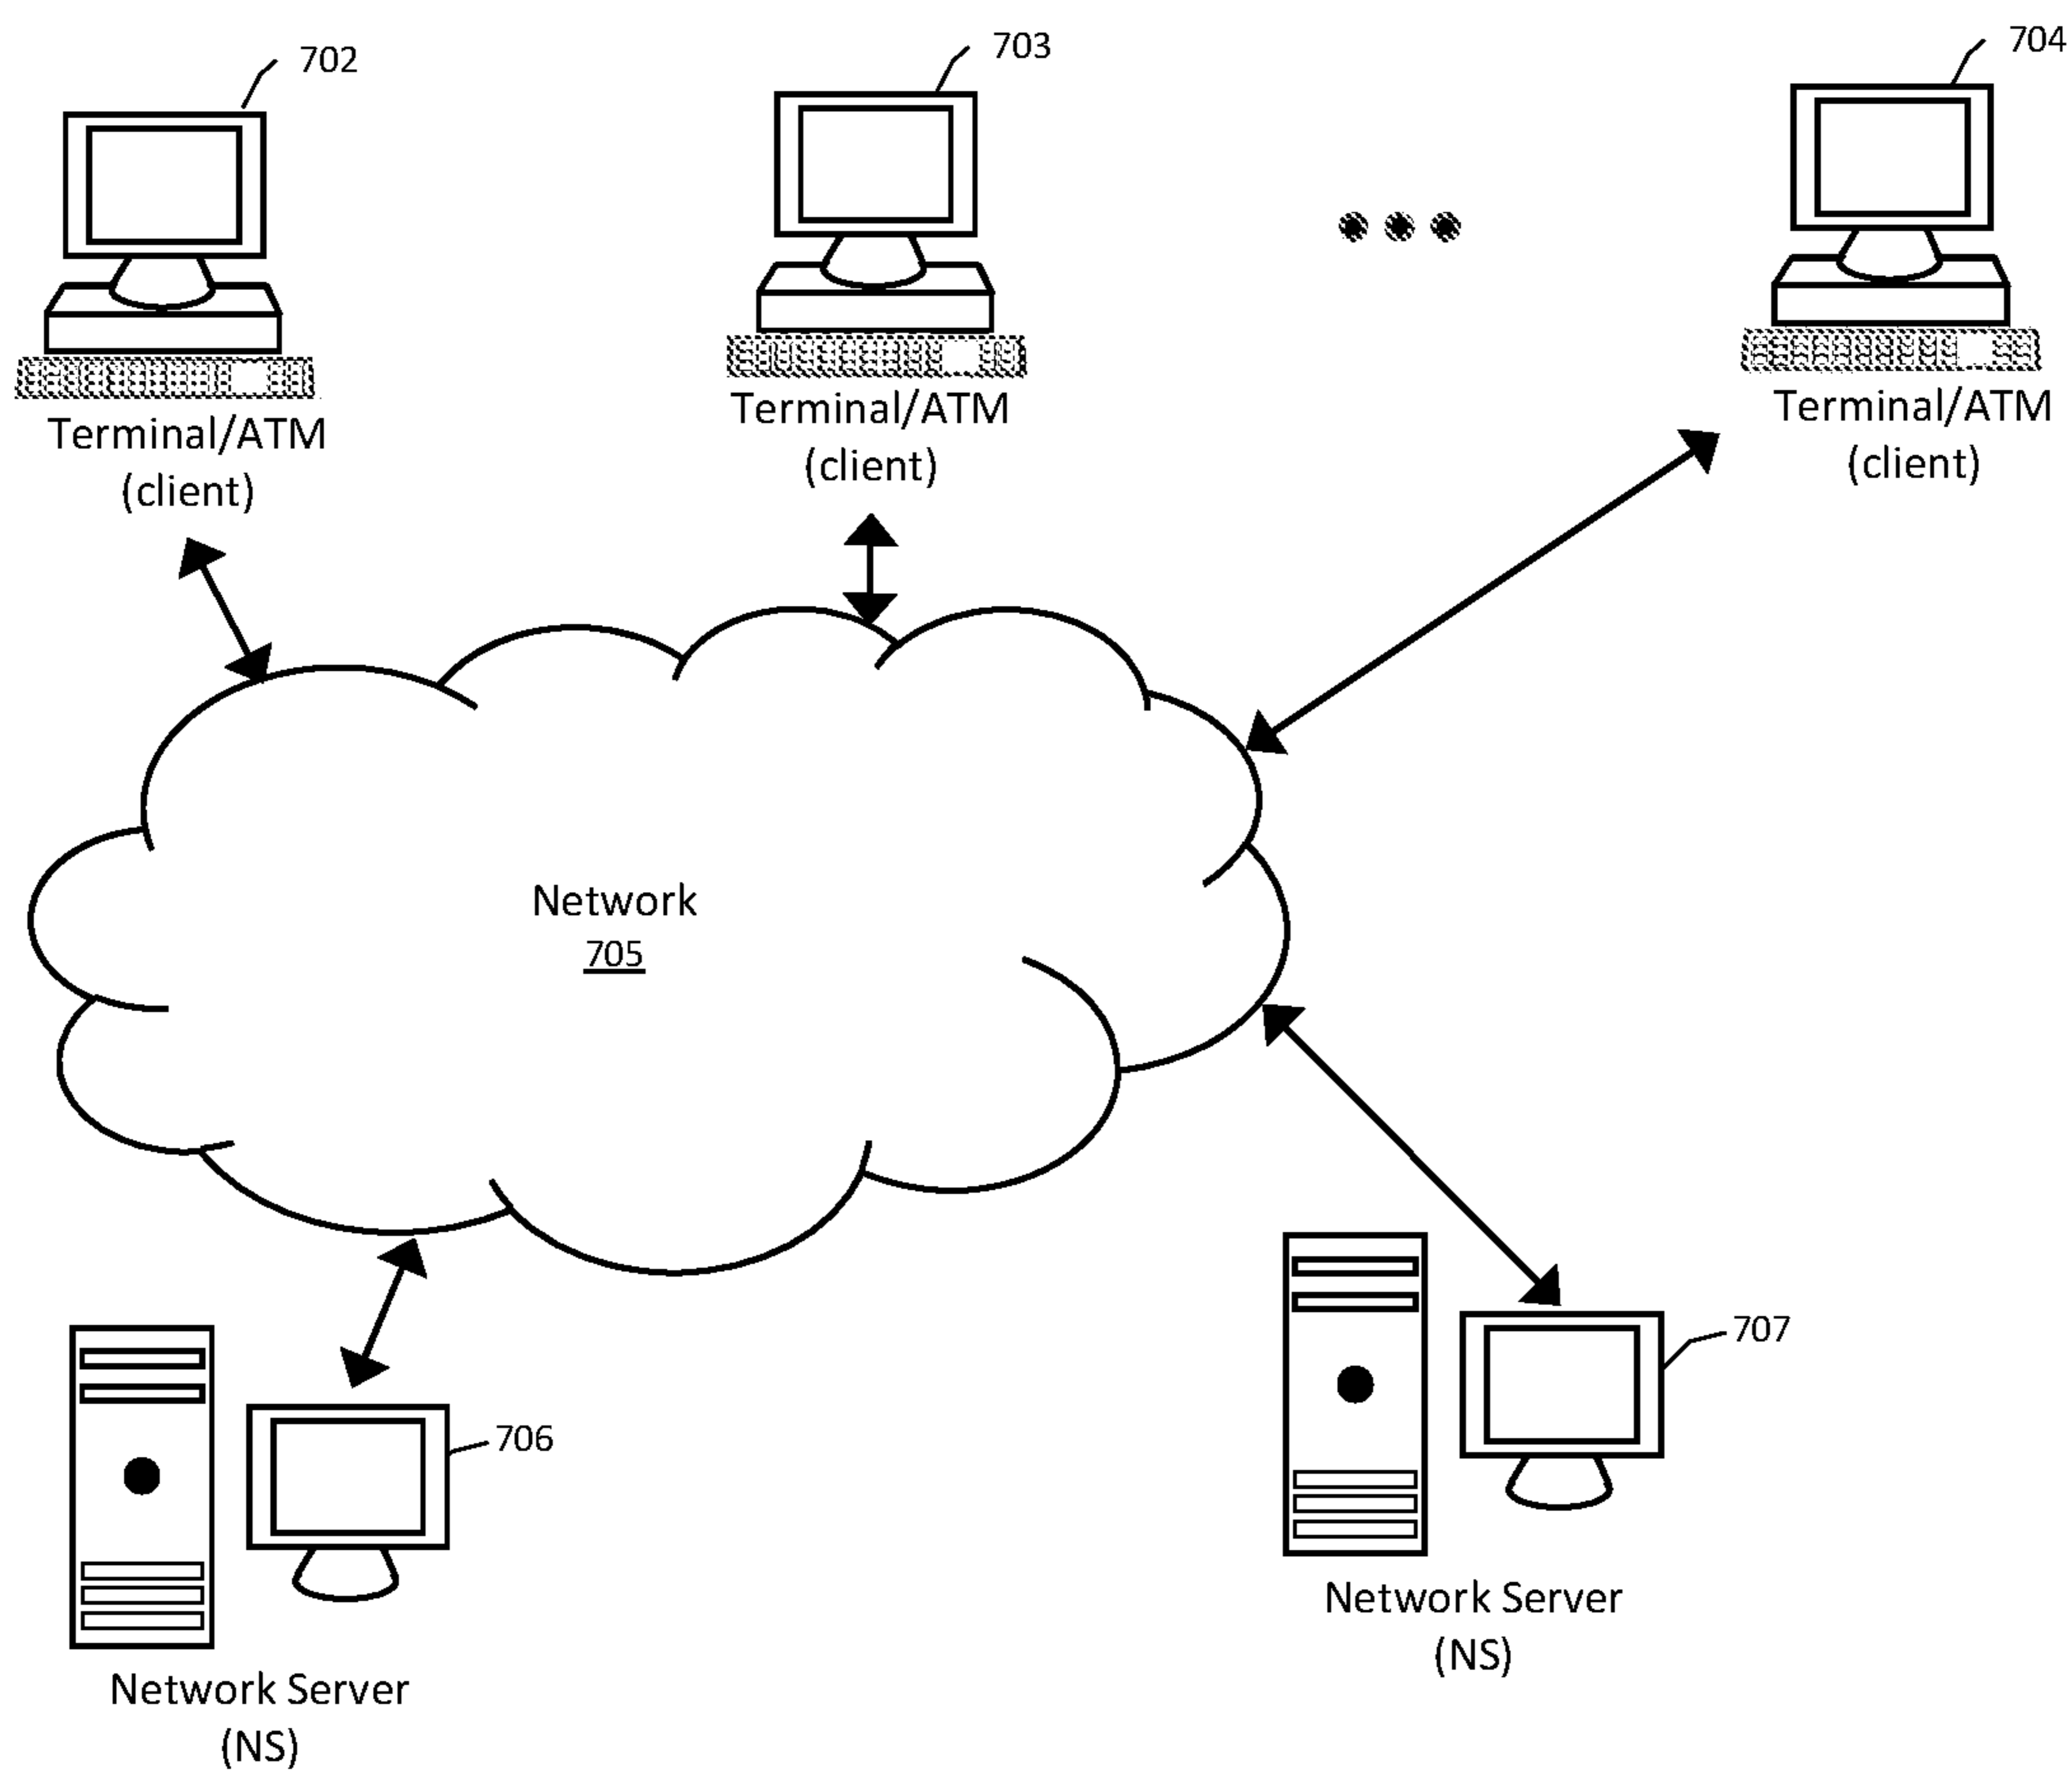 702
703
704
Terminal/ATM
(client)
Terminal/ATM
(client)
Terminal/ATM
(client)
Network
705
706
707
Network Server
(NS)
Network Server
(NS)